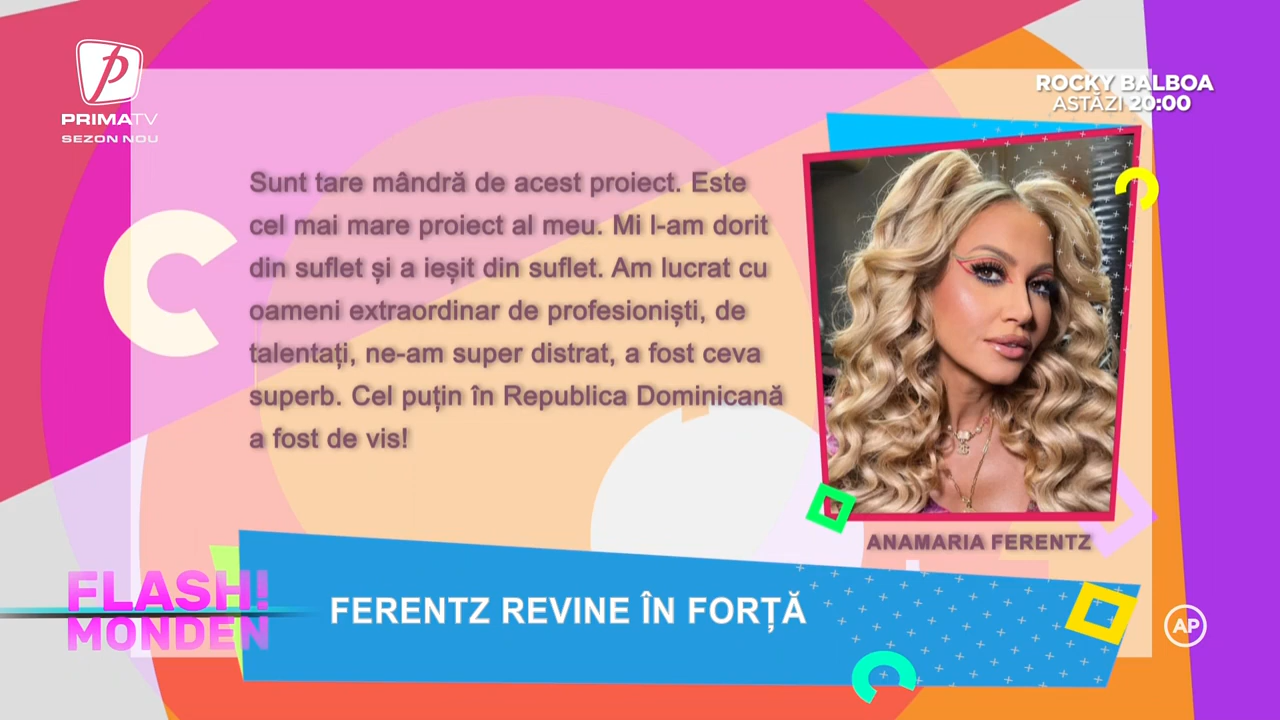 PRIMATV
SEZON NOU
ROCKY BALBOA
ASTĂZI 20:00
Sunt tare mândră de acest proiect. Este
cel mai mare proiect al meu. Mi l-am dorit
din suflet și a ieșit din suflet. Am lucrat cu
oameni extraordinar de profesioniști, de
talentați, ne-am super distrat, a fost ceva
superb. Cel puțin în Republica Dominicană
a fost de vis!
ANAMARIA FERENTZ
FLASH!
MONDEN
FERENTZ REVINE ÎN FORȚĂ
AP